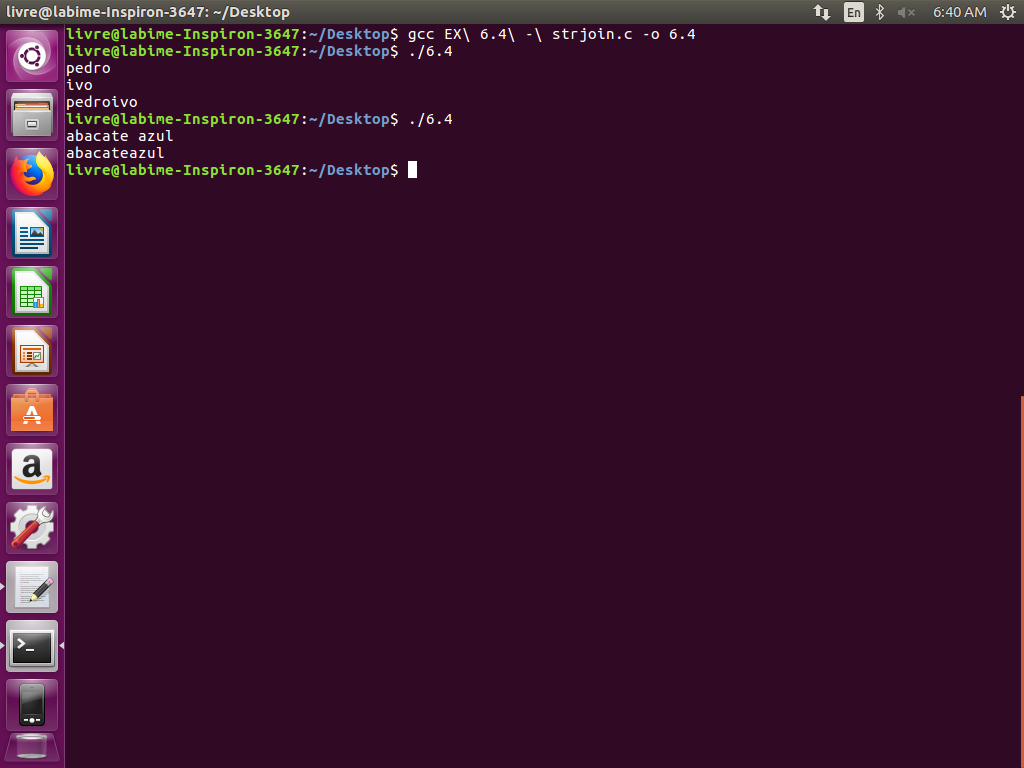 livre@labime-Inspiron-3647: ~/Desktop En 6:40 AM
livre@labime-Inspiron-3647:~/Desktop$ gcc EX\ 6.4\ -\ strjoin.c -o 6.4
livre@labime-Inspiron-3647:~/Desktop$ ./6.4
pedro
ivo
pedroivo
livre@labime-Inspiron-3647:~/Desktop$ ./6.4
abacate azul
abacateazul
livre@labime-Inspiron-3647:~/Desktop$